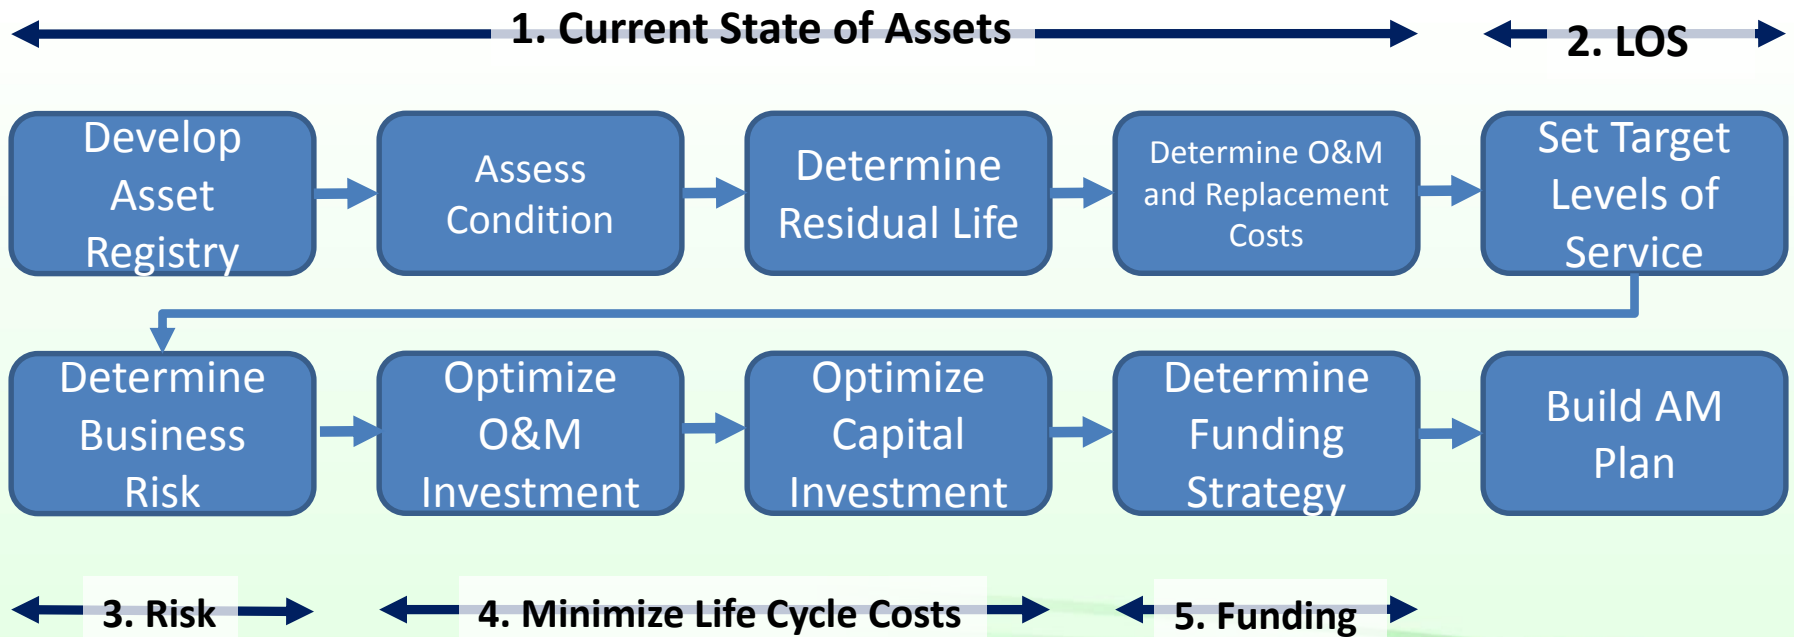 1. Current State of Assets
2. LOS
Develop
Asset
Registry
Assess
Condition
Determine
Residual Life
Determine O&M
and Replacement
Costs
Set Target
Levels of
Service
Determine
Business
Risk
Optimize
O&M
Investment
Optimize
Capital
Investment
Determine
Funding
Strategy
Build AM
Plan
3. Risk
4. Minimize Life Cycle Costs
5. Funding